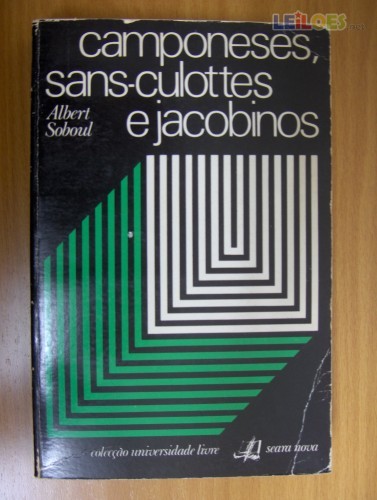 LEiLOES
camponeses,
sans-culottes
Albert
Soboul
e jacobinos
colecção universidade livre
seara nova